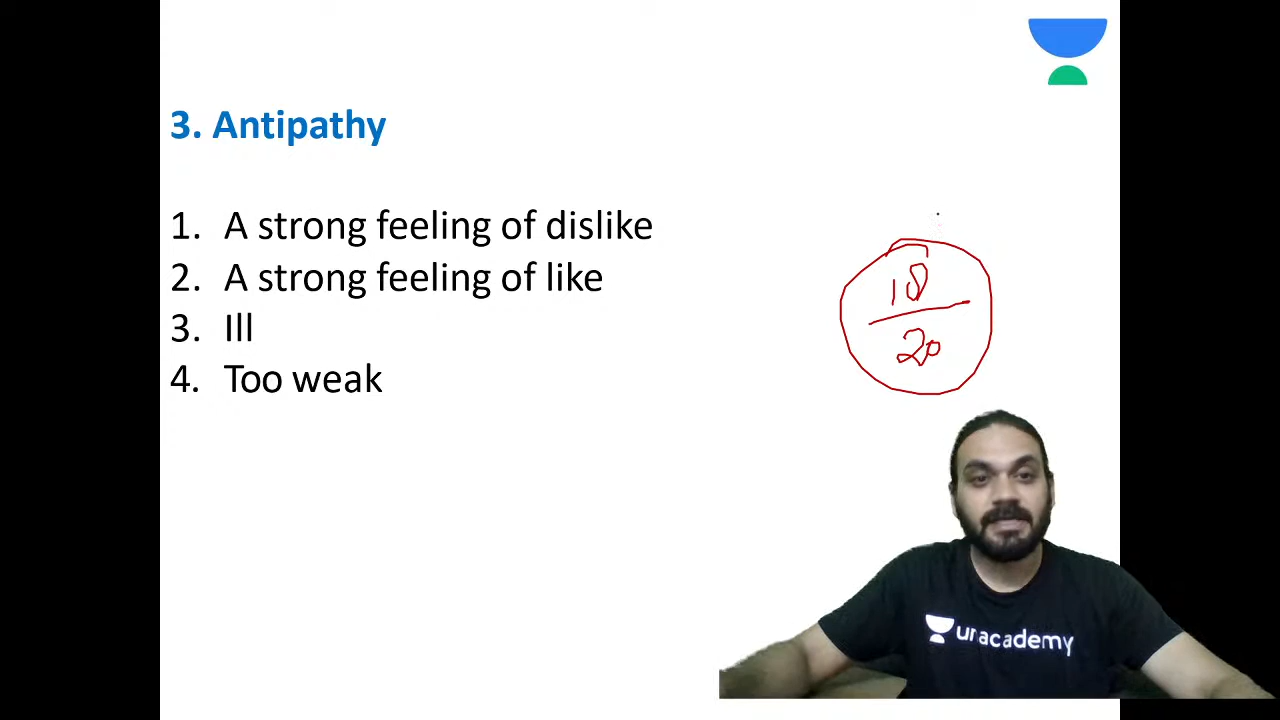 3. Antipathy
1. A strong feeling of dislike
2. A strong feeling of like
3. Ill
4. Too weak
18
20
unacademy